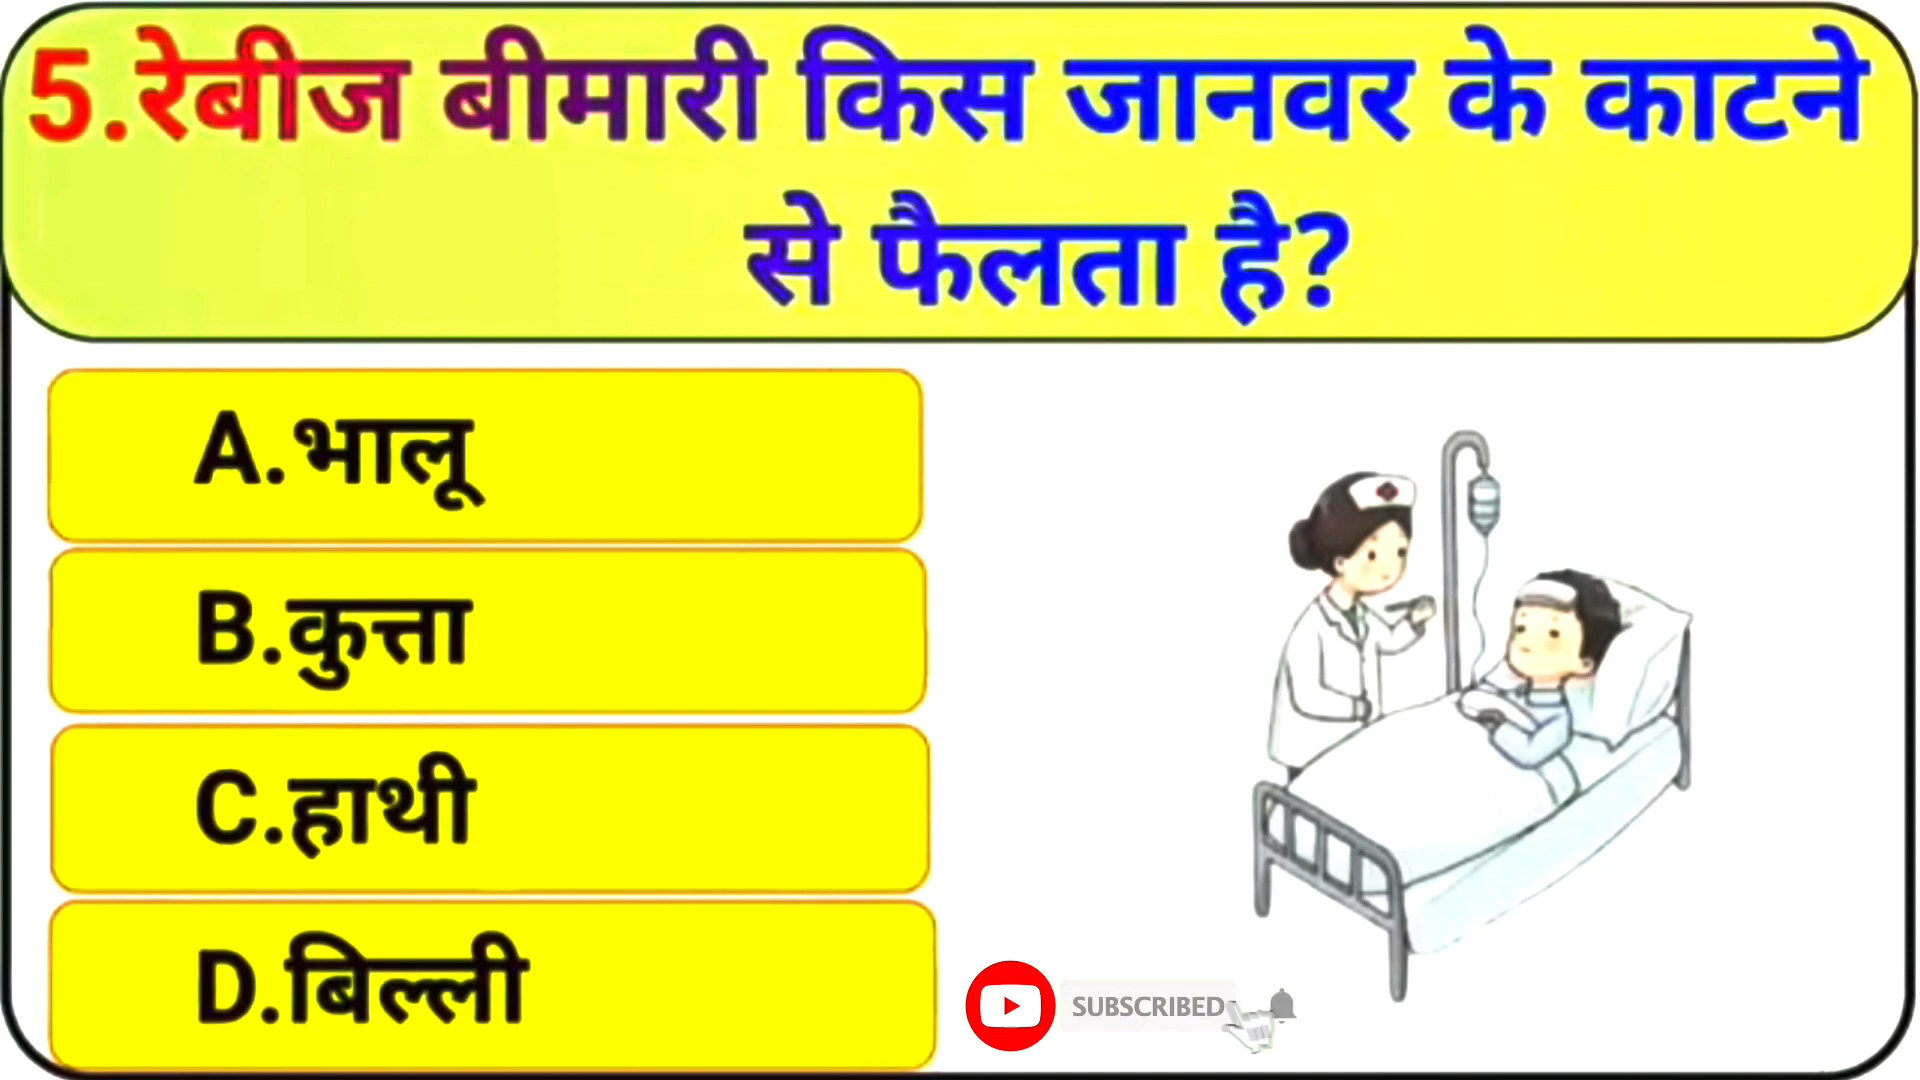 5.रेबीज बीमारी किस जानवर के काटने
से फैलता है?
A.भालू
B.कुत्ता
C.हाथी
D.बिल्ली
SUBSCRIBED